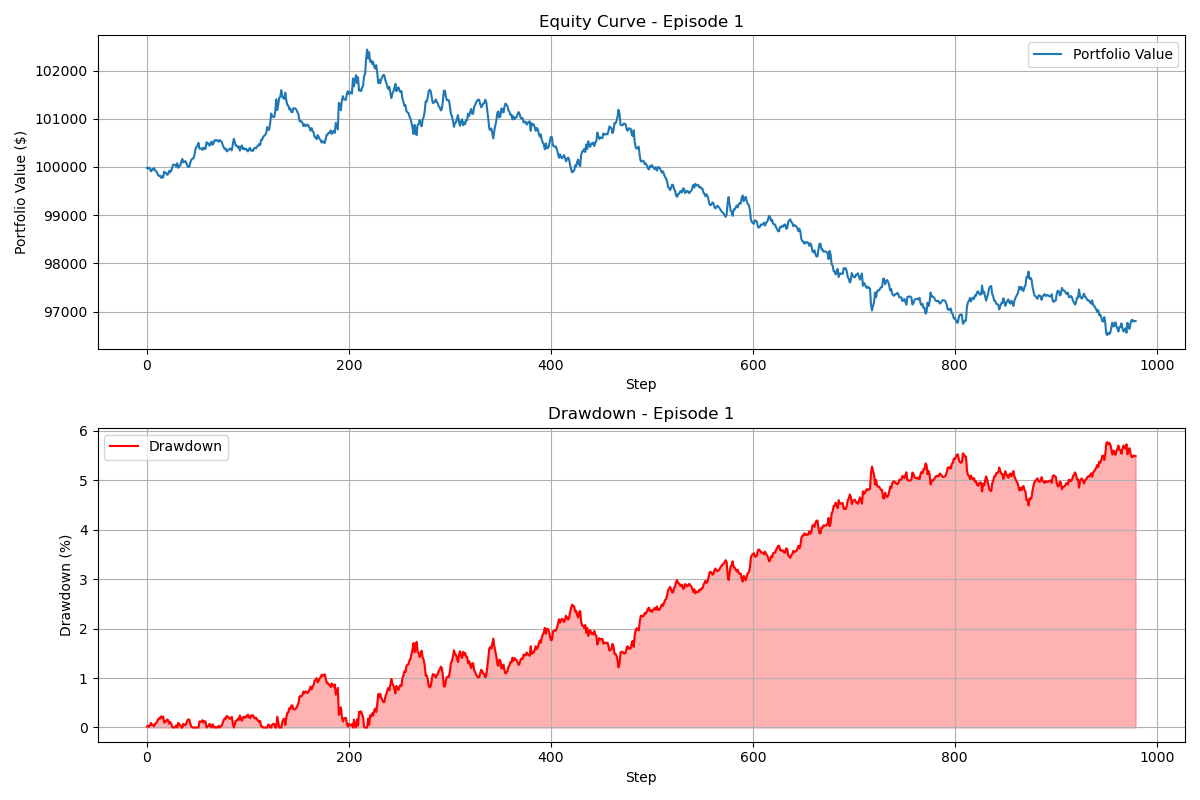 Equity Curve - Episode 1
Portfolio Value ($)
102000
101000
100000
99000
98000
97000
Portfolio Value
0 200 400 600 800 1000
Step
Drawdown - Episode 1
Drawdown (%)
6
5
4
3
2
1
0
Drawdown
0 200 400 600 800 1000
Step